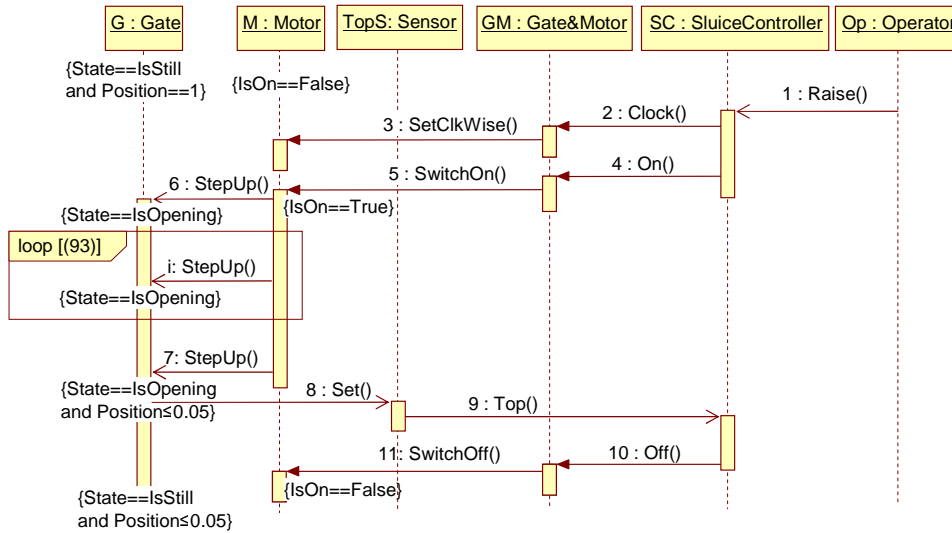 G : Gate
M : Motor
TopS: Sensor
GM : Gate&Motor
SC : SluiceController
Op : Operator
{State==IsStill
and Position==1}
{IsOn==False}
1 : Raise()
2 : Clock()
3 : SetClkWise()
4 : On()
5 : SwitchOn()
6 : StepUp()
{IsOn==True}
{State==IsOpening}
loop [(93)]
i: StepUp()
{State==IsOpening}
7: StepUp()
{State==IsOpening
and Position≤0.05}
8 : Set()
9 : Top()
10 : Off()
11: SwitchOff()
{IsOn==False}
{State==IsStill
and Position≤0.05}